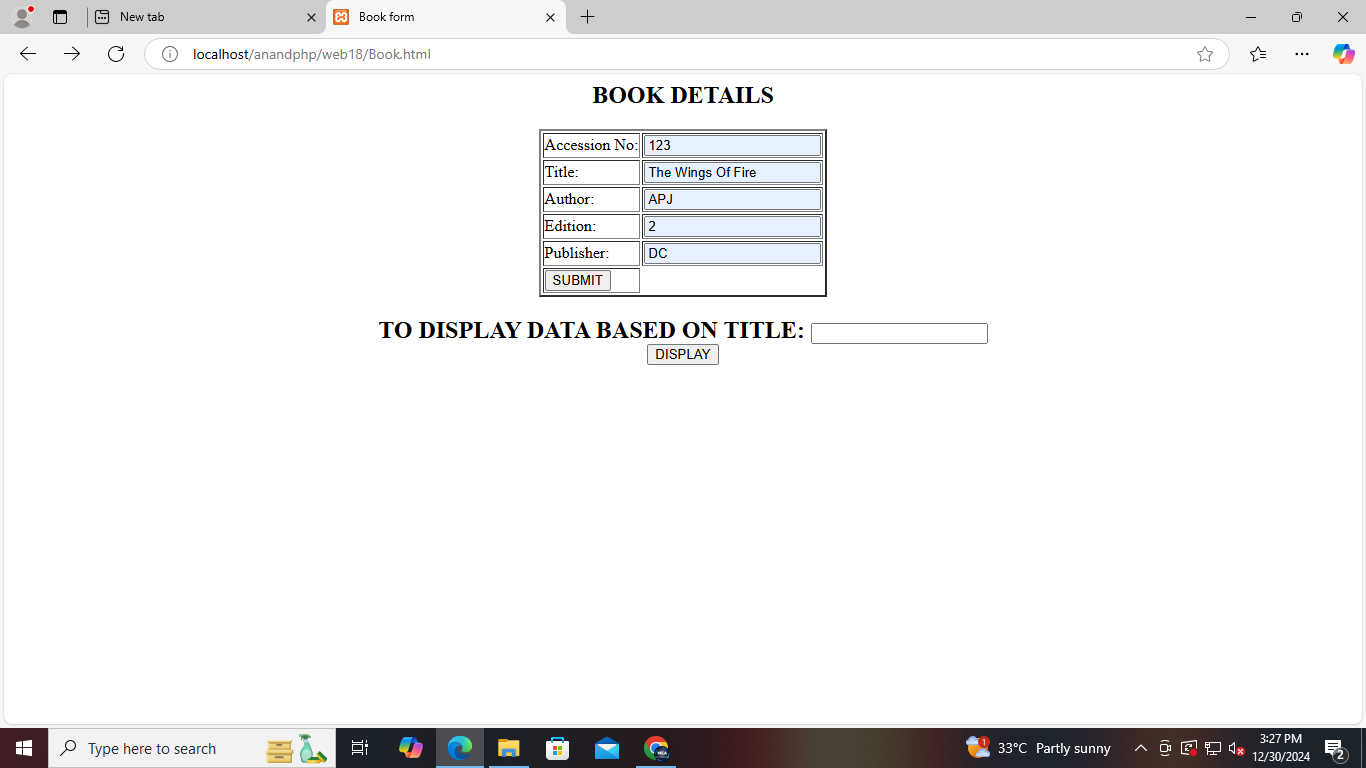 New tab
Book form
localhost/anandphp/web18/Book.html
BOOK DETAILS
Accession No: 123
Title: The Wings Of Fire
Author: APJ
Edition: 2
Publisher: DC
SUBMIT
TO DISPLAY DATA BASED ON TITLE:
DISPLAY
Type here to search
1
33°C Partly sunny
3:27 PM
12/30/2024
2